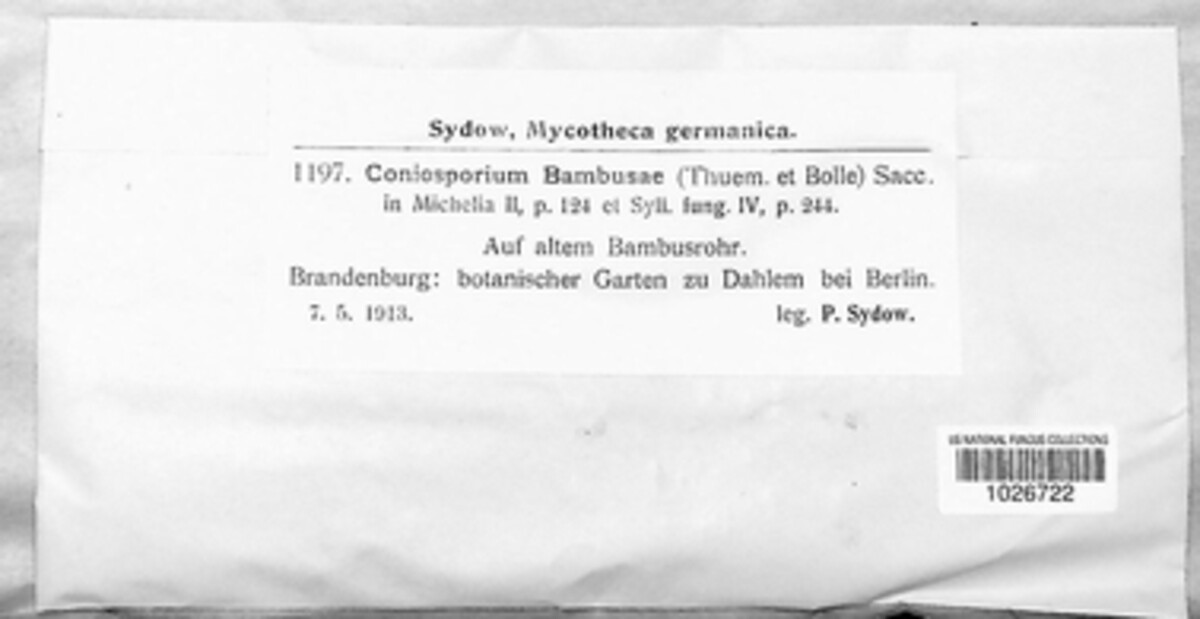 Sydow, Mycotheca germanica.
1197. Coniosporium Bambusae (Thuem. et Bolle) Sacc.
in Michelia II, p. 124 et Syll. fung. IV, p. 244.
Auf altem Bambusrohr.
Brandenburg: botanischer Garten zu Dahlem bei Berlin.
7. 5. 1913. leg. P. Sydow.
US NATIONAL FUNGUS COLLECTIONS
1026722